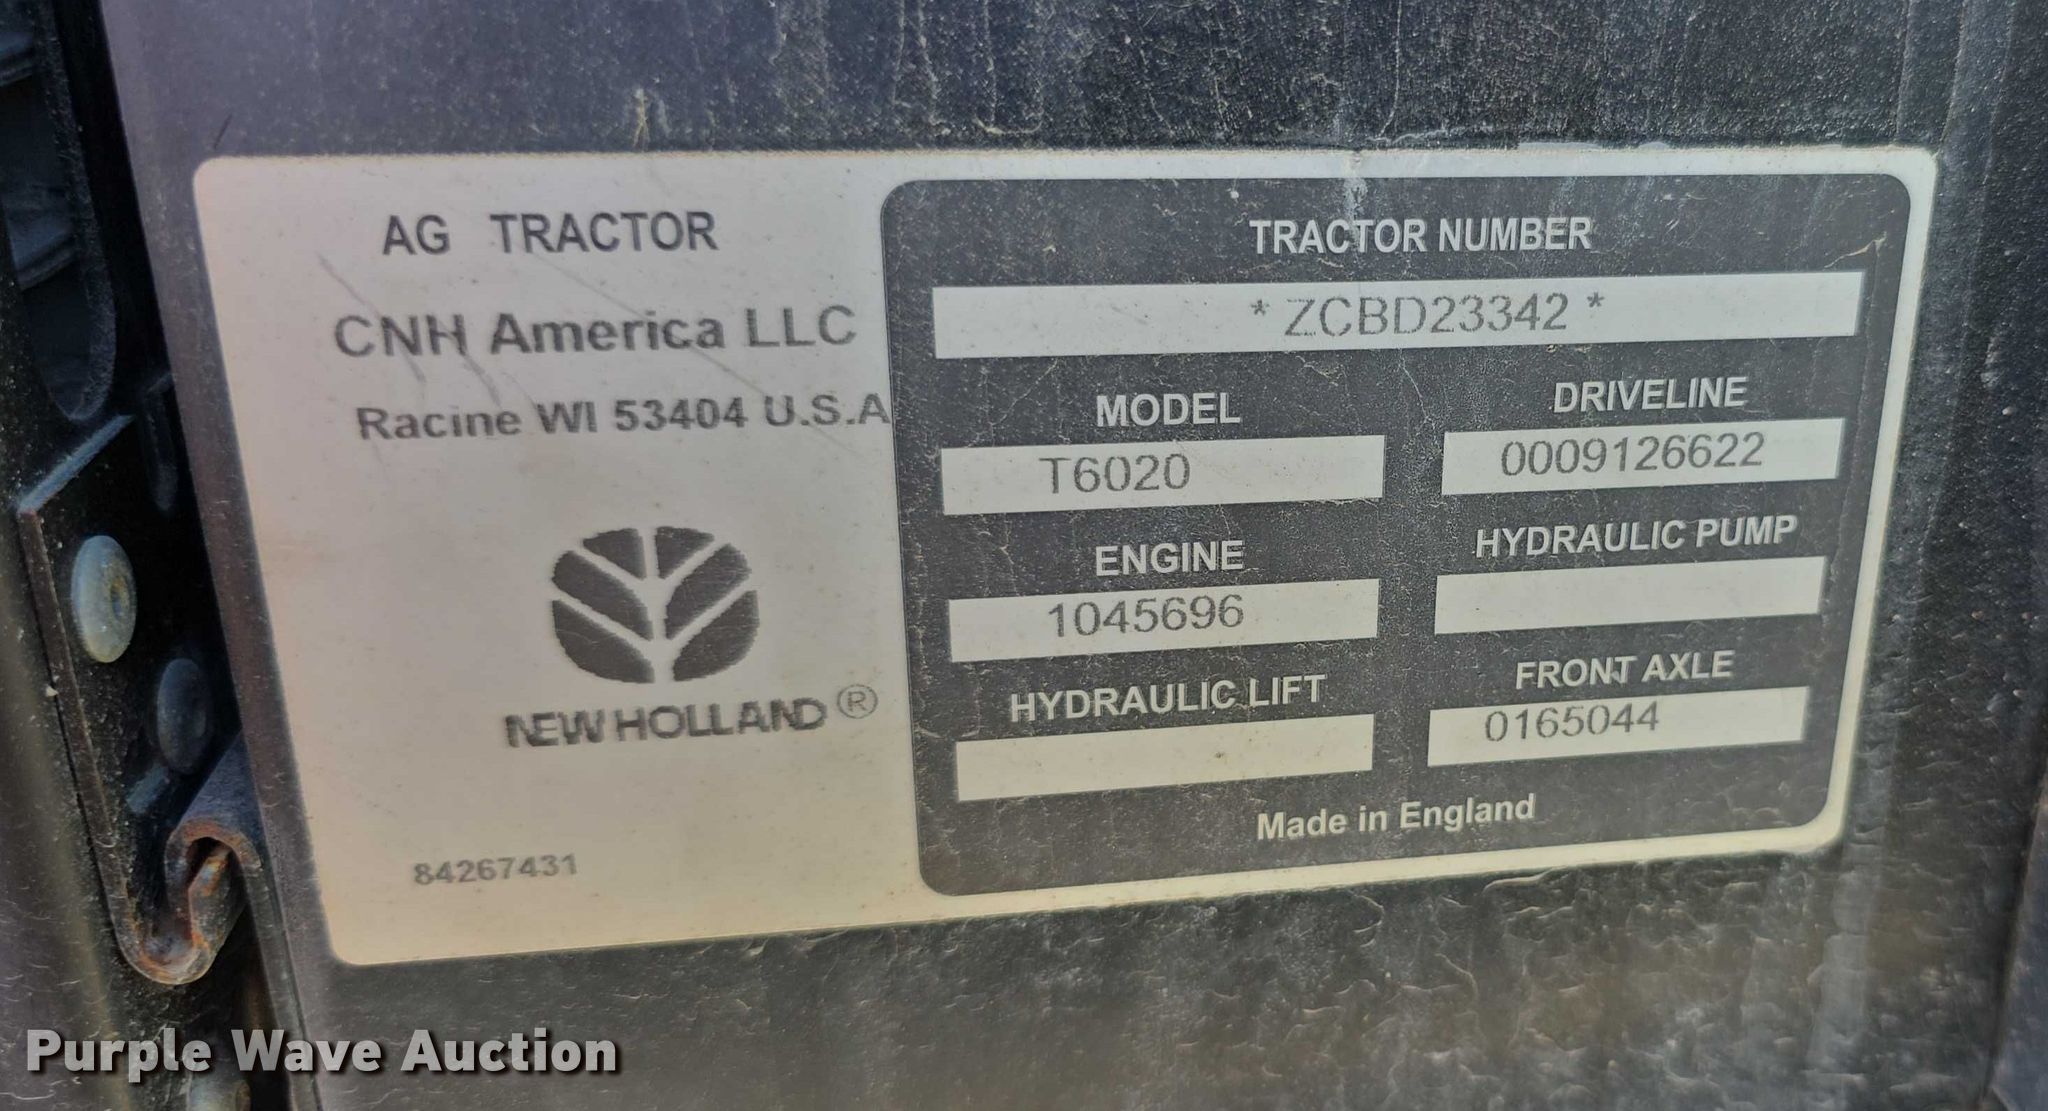 AG TRACTOR
CNH America LLC
Racine WI 53404 U.S.A
NEW HOLLAND ®
84267431
TRACTOR NUMBER
* ZCBD23342 *
MODEL
T6020
DRIVELINE
0009126622
ENGINE
1045696
HYDRAULIC PUMP
HYDRAULIC LIFT
FRONT AXLE
0165044
Made in England
Purple Wave Auction